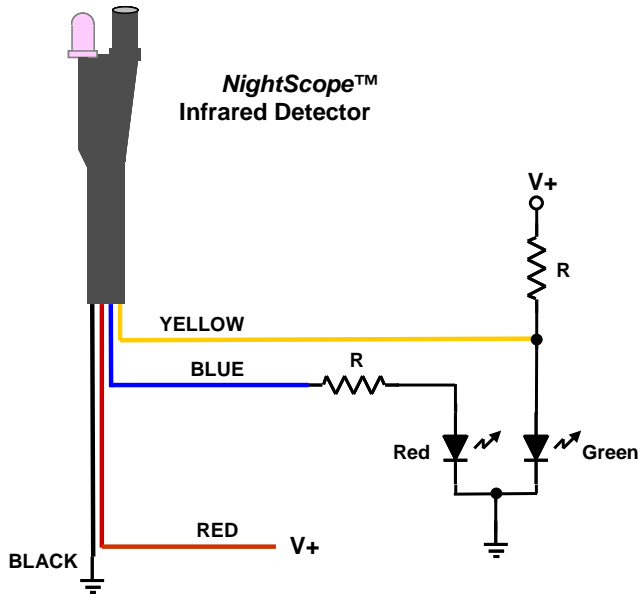 NightScope™
Infrared Detector
V+
R
YELLOW
R
BLUE
Red
Green
RED
V+
BLACK